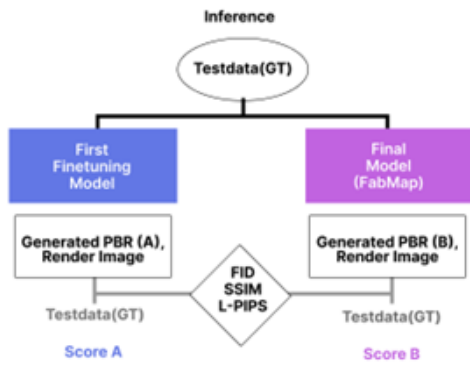 Inference
Testdata(GT)
First
Finetuning
Model
Final
Model
(FabMap)
Generated PBR (A),
Render Image
Generated PBR (B),
Render Image
FID
SSIM
L-PIPS
Testdata(GT)
Testdata(GT)
Score A
Score B